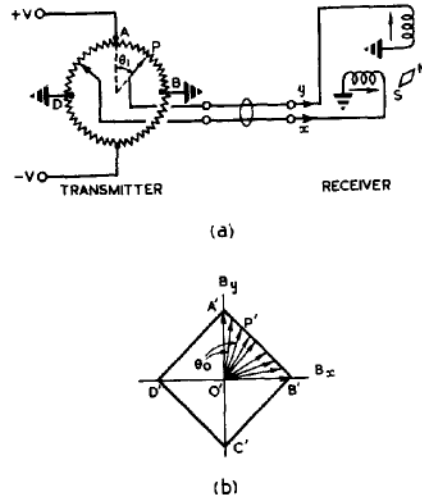 +V
A
P
θi
D
B
y
x
N
S
-V
TRANSMITTER
RECEIVER
(a)
By
A'
P'
θo
Bx
D'
O'
B'
C'
(b)